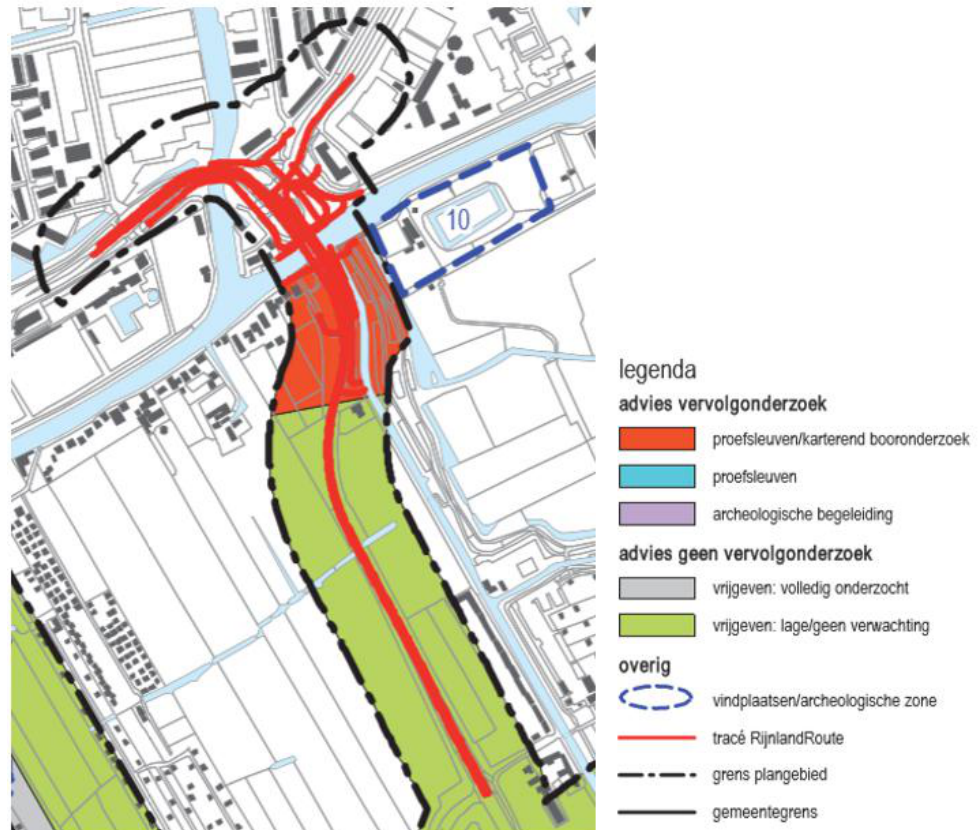 10
legenda
advies vervolgonderzoek
proefsleuven/karterend booronderzoek
proefsleuven
archeologische begeleiding
advies geen vervolgonderzoek
vrijgeven: volledig onderzocht
vrijgeven: lage/geen verwachting
overig
vindplaatsen/archeologische zone
tracé RijnlandRoute
grens plangebied
gemeentegrens